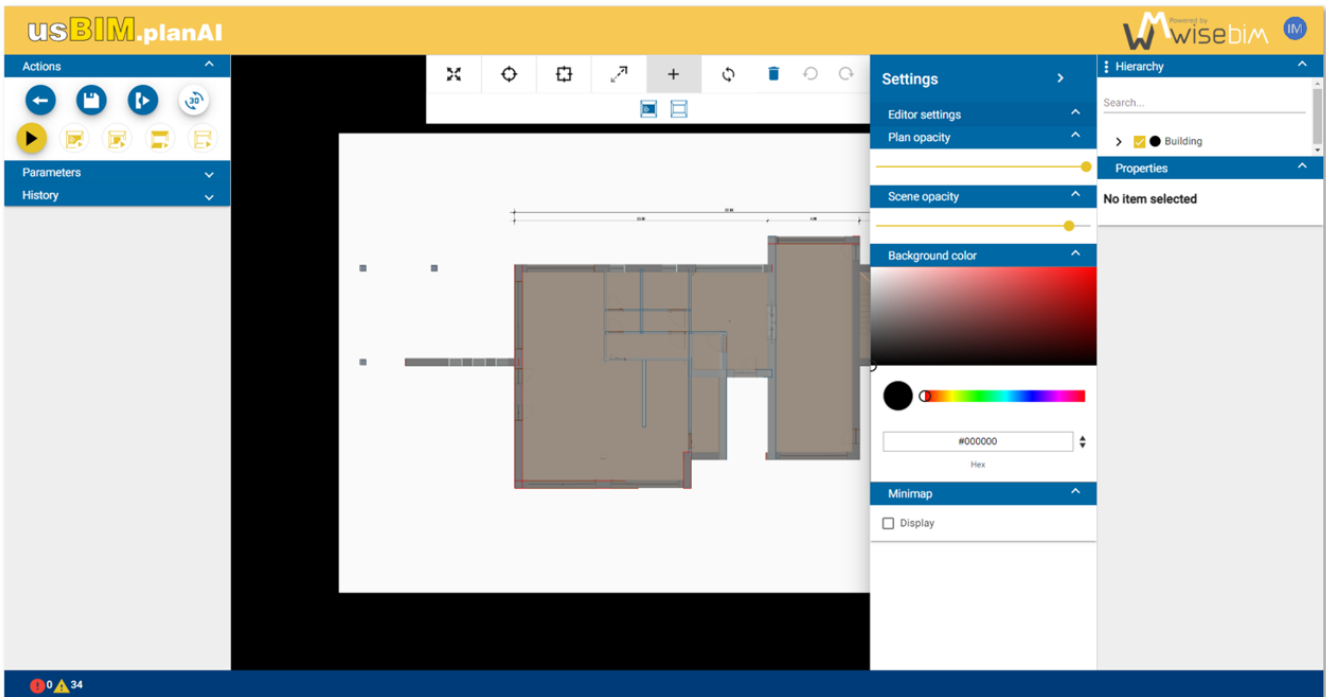 usBIM.planAI
Powered by
wisebim
IM
Actions
30
Parameters
History
Settings
Editor settings
Plan opacity
Scene opacity
Background color
#000000
Hex
Minimap
Display
Hierarchy
Search...
Building
Properties
No item selected
0
34